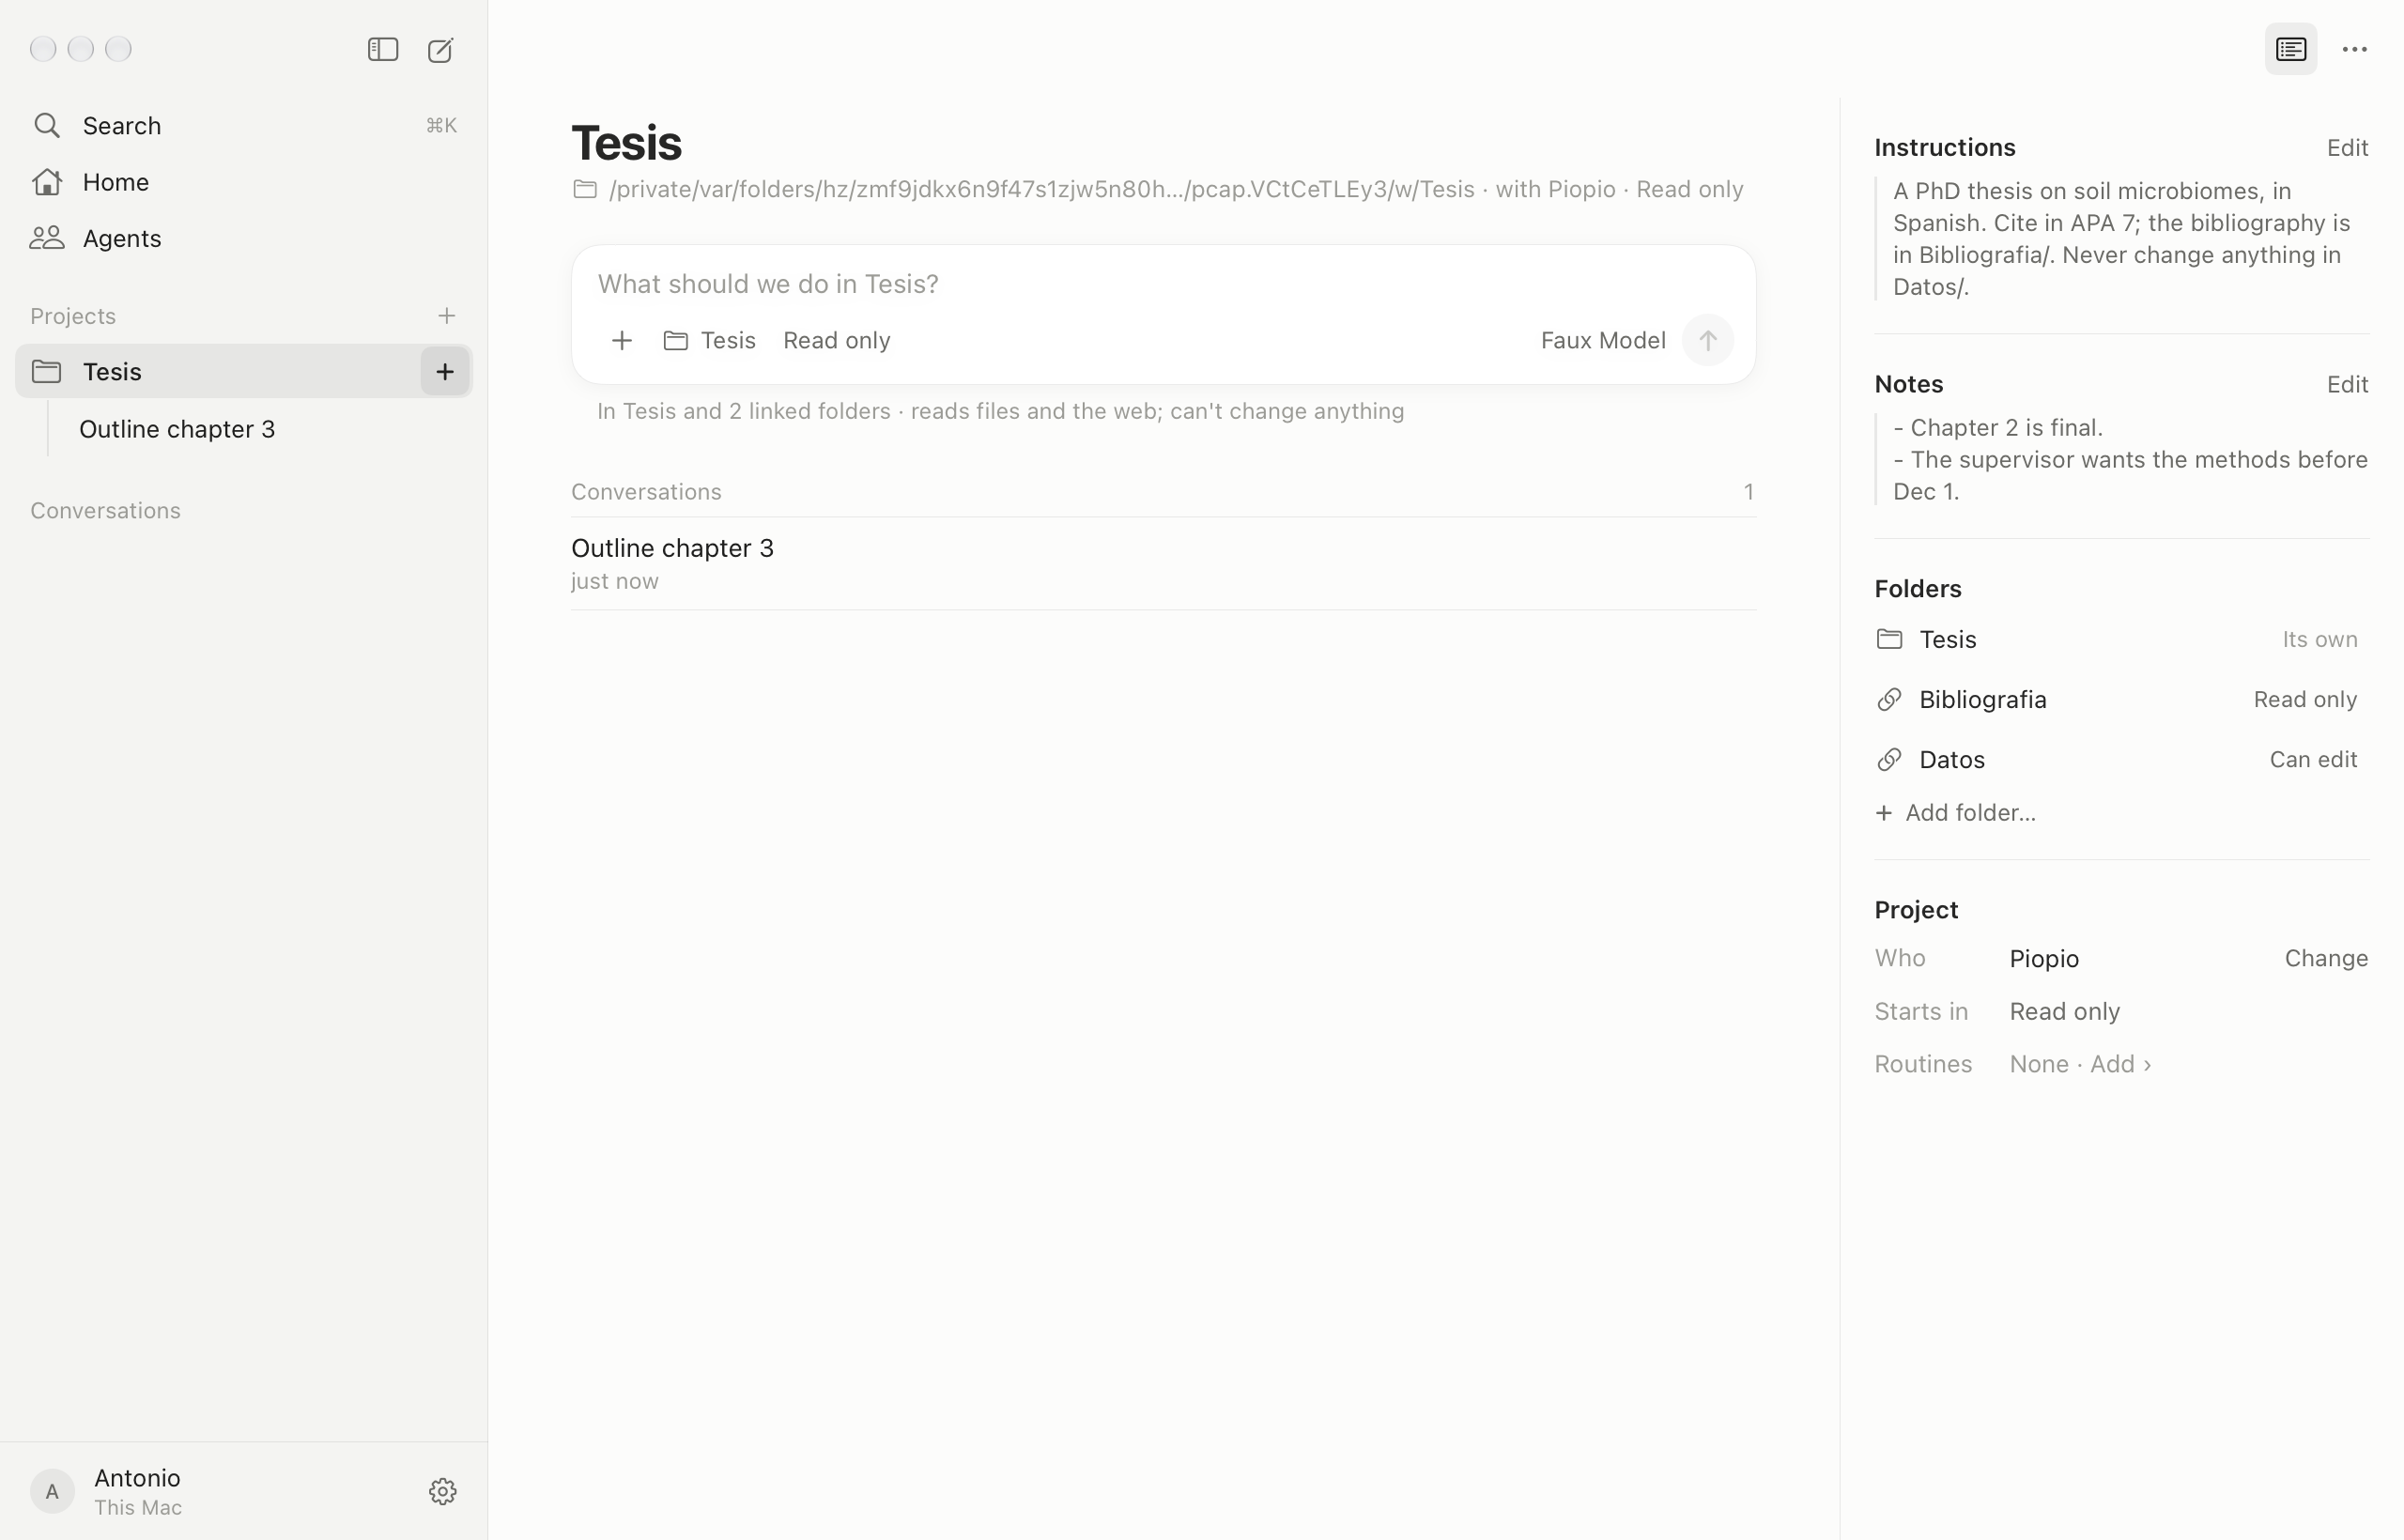 Search ⌘K
Home
Agents
Projects
Tesis
Outline chapter 3
Conversations
A
Antonio
This Mac
Tesis
/private/var/folders/hz/zmf9jdkx6n9f47s1zjw5n80h.../pcap.VCtCeTLEy3/w/Tesis · with Piopio · Read only
What should we do in Tesis?
Tesis Read only Faux Model
In Tesis and 2 linked folders · reads files and the web; can't change anything
Conversations 1
Outline chapter 3
just now
Instructions Edit
A PhD thesis on soil microbiomes, in
Spanish. Cite in APA 7; the bibliography is
in Bibliografia/. Never change anything in
Datos/.
Notes Edit
- Chapter 2 is final.
- The supervisor wants the methods before
Dec 1.
Folders
Tesis Its own
Bibliografia Read only
Datos Can edit
+ Add folder...
Project
Who Piopio Change
Starts in Read only
Routines None · Add ›